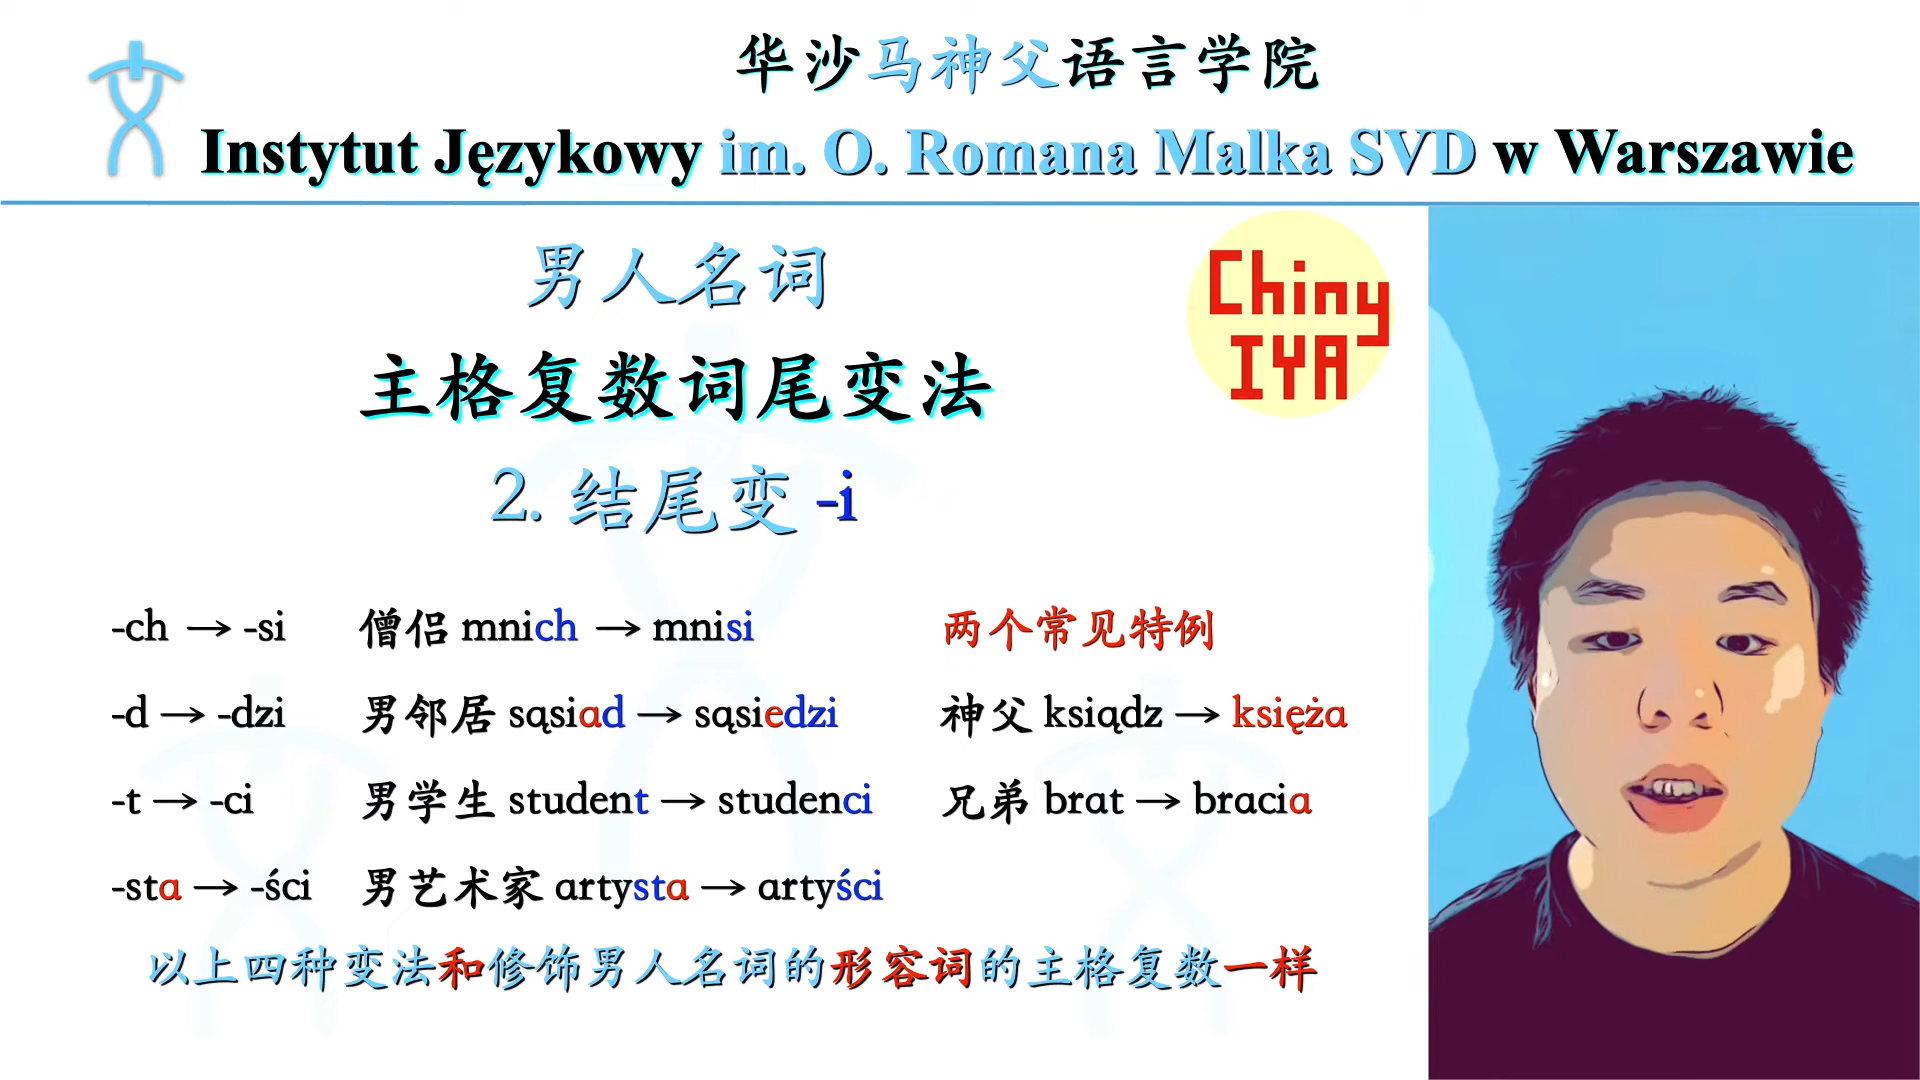 华沙马神父语言学院
Instytut Językowy im. O. Romana Malka SVD w Warszawie
Chiny
IYA
男人名词
主格复数词尾变法
2. 结尾变 -i
-ch → -si 僧侣 mnich → mnisi
-d → -dzi 男邻居 sąsiad → sąsiedzi
-t → -ci 男学生 student → studenci
-sta → -ści 男艺术家 artysta → artyści
两个常见特例
神父 ksiądz → księża
兄弟 brat → bracia
以上四种变法和修饰男人名词的形容词的主格复数一样